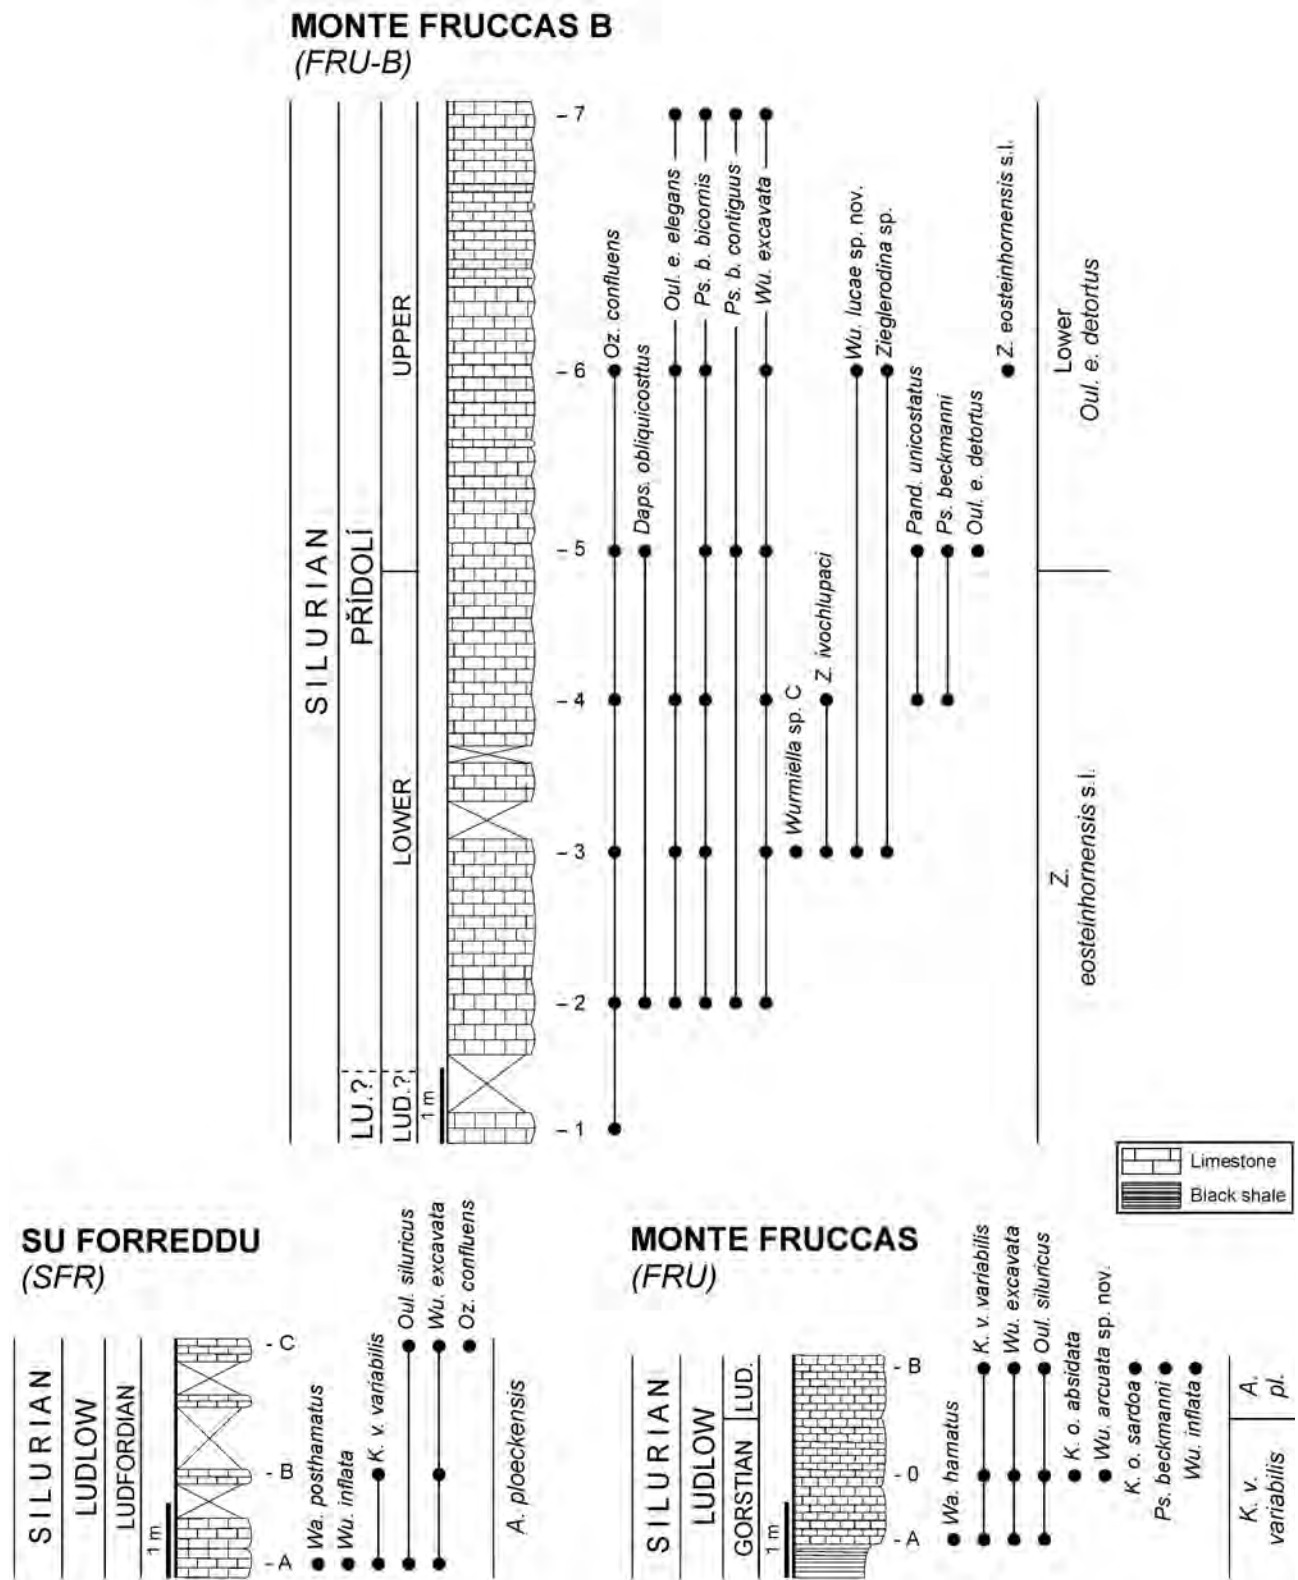 MONTE FRUCCAS B
(FRU-B)
SILURIAN
PŘÍDOLÍ
UPPER
LOWER
LU.?
LUD.?
1 m
– 7
– 6
– 5
– 4
– 3
– 2
– 1
Oz. confluens
Daps. obliquicosttus
Oul. e. elegans
Ps. b. bicornis
Ps. b. contiguus
Wu. excavata
Wurmiella sp. C
Z. ivochlupaci
Wu. lucae sp. nov.
Zieglerodina sp.
Pand. unicostatus
Ps. beckmanni
Oul. e. detortus
Z. eosteinhornensis s.l.
Lower
Oul. e. detortus
Z.
eosteinhornensis s.l.
Limestone
Black shale
SU FORREDDU
(SFR)
SILURIAN
LUDLOW
LUDFORDIAN
1 m
- C
- B
- A
Wa. posthamatus
Wu. inflata
K. v. variabilis
Oul. siluricus
Wu. excavata
Oz. confluens
A. ploeckensis
MONTE FRUCCAS
(FRU)
SILURIAN
LUDLOW
GORSTIAN
LUD.
1 m
- B
- 0
- A
Wa. hamatus
K. v. variabilis
Wu. excavata
Oul. siluricus
K. o. absidata
Wu. arcuata sp. nov.
K. o. sardoa
Ps. beckmanni
Wu. inflata
A.
pl.
K. v.
variabilis